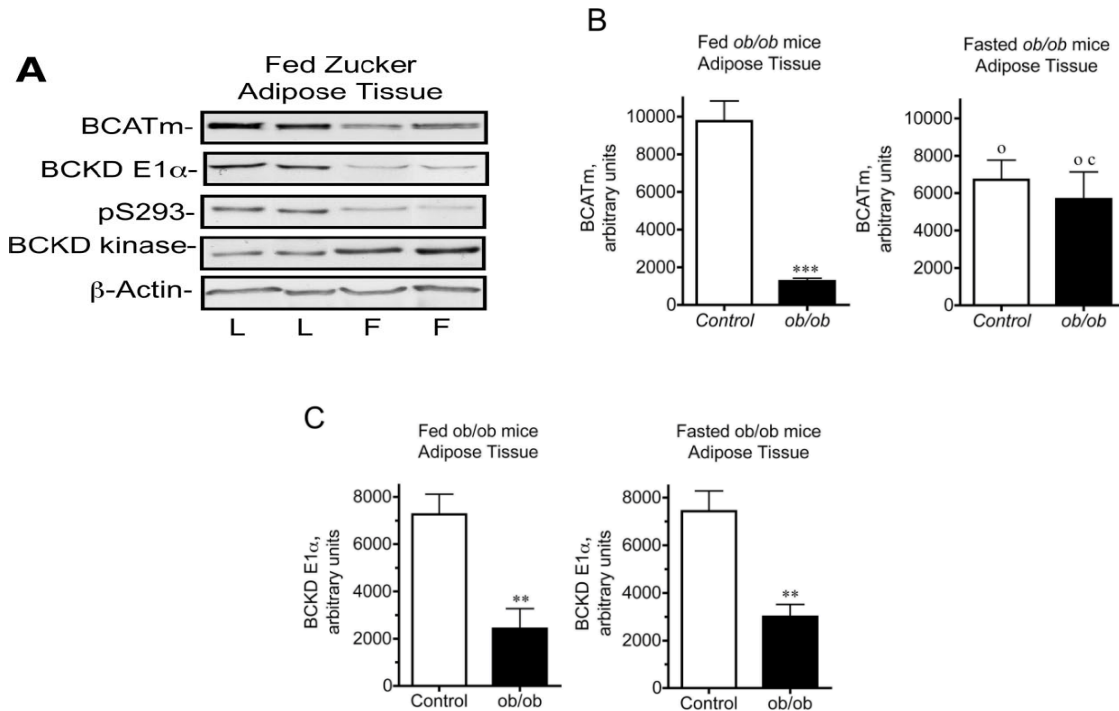 A
Fed Zucker
Adipose Tissue
BCATm-
BCKD E1α-
pS293-
BCKD kinase-
β-Actin-
L L F F
B
Fed ob/ob mice
Adipose Tissue
BCATm,
arbitrary units
10000
8000
6000
4000
2000
0
***
Control ob/ob
Fasted ob/ob mice
Adipose Tissue
BCATm,
arbitrary units
10000
8000
6000
4000
2000
0
o
o c
Control ob/ob
C
Fed ob/ob mice
Adipose Tissue
BCKD E1α,
arbitrary units
8000
6000
4000
2000
0
**
Control ob/ob
Fasted ob/ob mice
Adipose Tissue
BCKD E1α,
arbitrary units
8000
6000
4000
2000
0
**
Control ob/ob